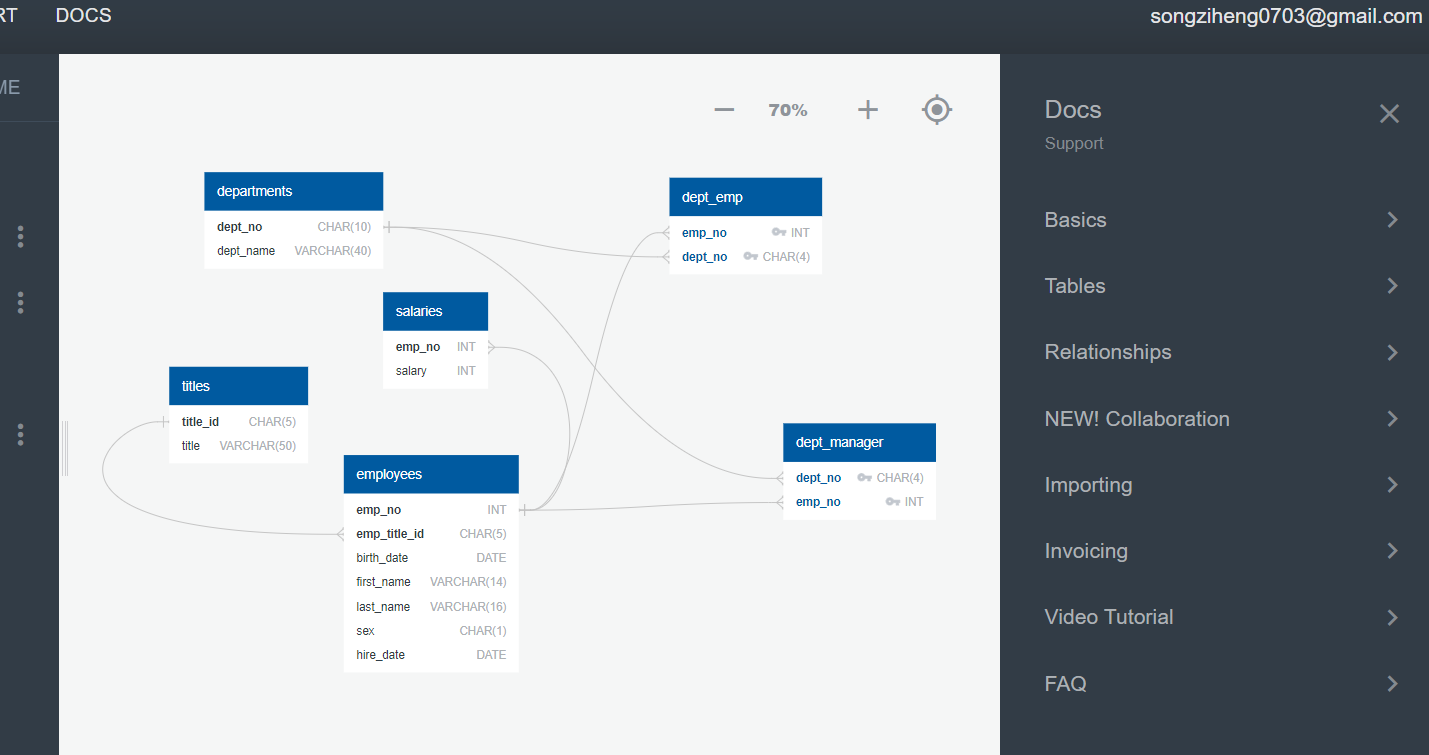 RT DOCS songziheng0703@gmail.com
ME
70%
departments
dept_no CHAR(10)
dept_name VARCHAR(40)
dept_emp
emp_no INT
dept_no CHAR(4)
salaries
emp_no INT
salary INT
titles
title_id CHAR(5)
title VARCHAR(50)
employees
emp_no INT
emp_title_id CHAR(5)
birth_date DATE
first_name VARCHAR(14)
last_name VARCHAR(16)
sex CHAR(1)
hire_date DATE
dept_manager
dept_no CHAR(4)
emp_no INT
Docs
Support
Basics
Tables
Relationships
NEW! Collaboration
Importing
Invoicing
Video Tutorial
FAQ